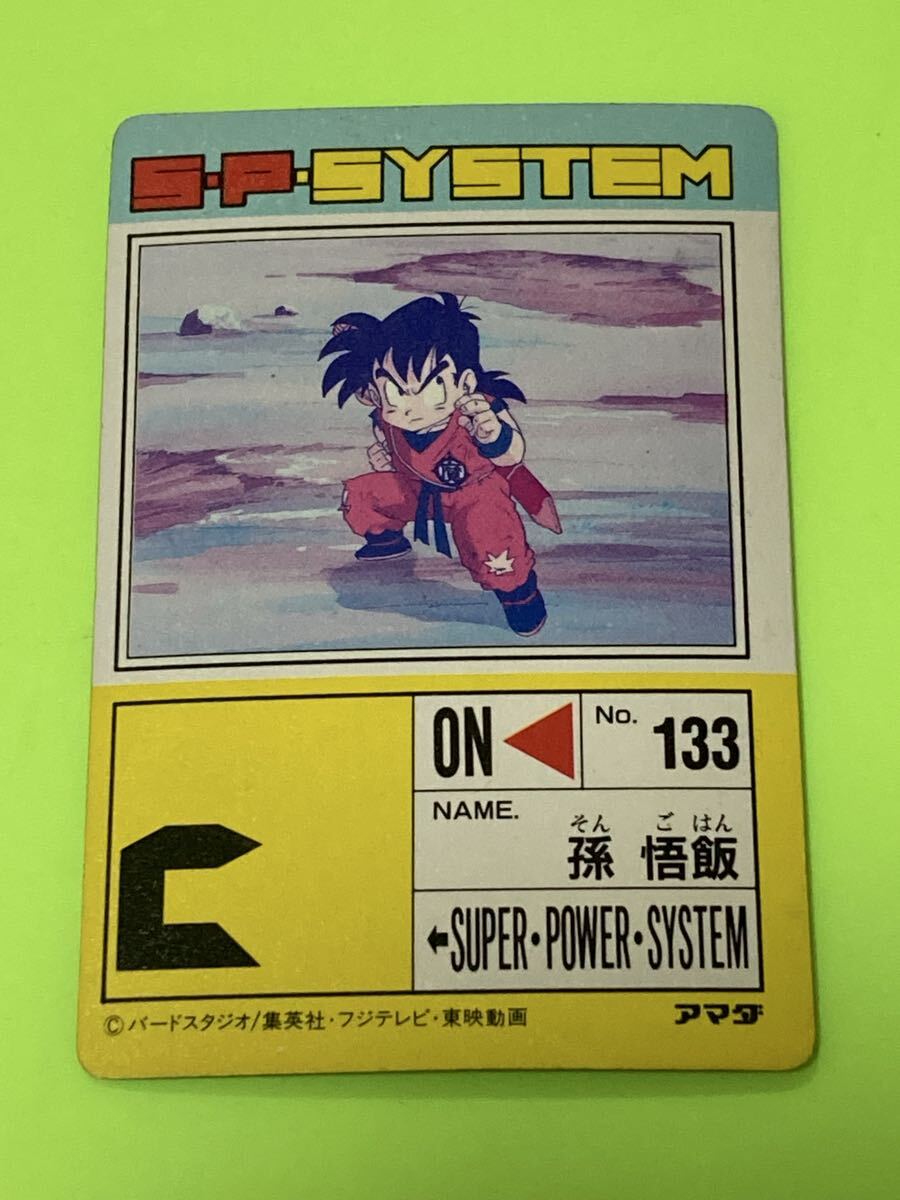 S·P·SYSTEM
ON
No. 133
NAME.
そん ご はん
孫 悟飯
SUPER·POWER·SYSTEM
©バードスタジオ/集英社·フジテレビ·東映動画
アマダ